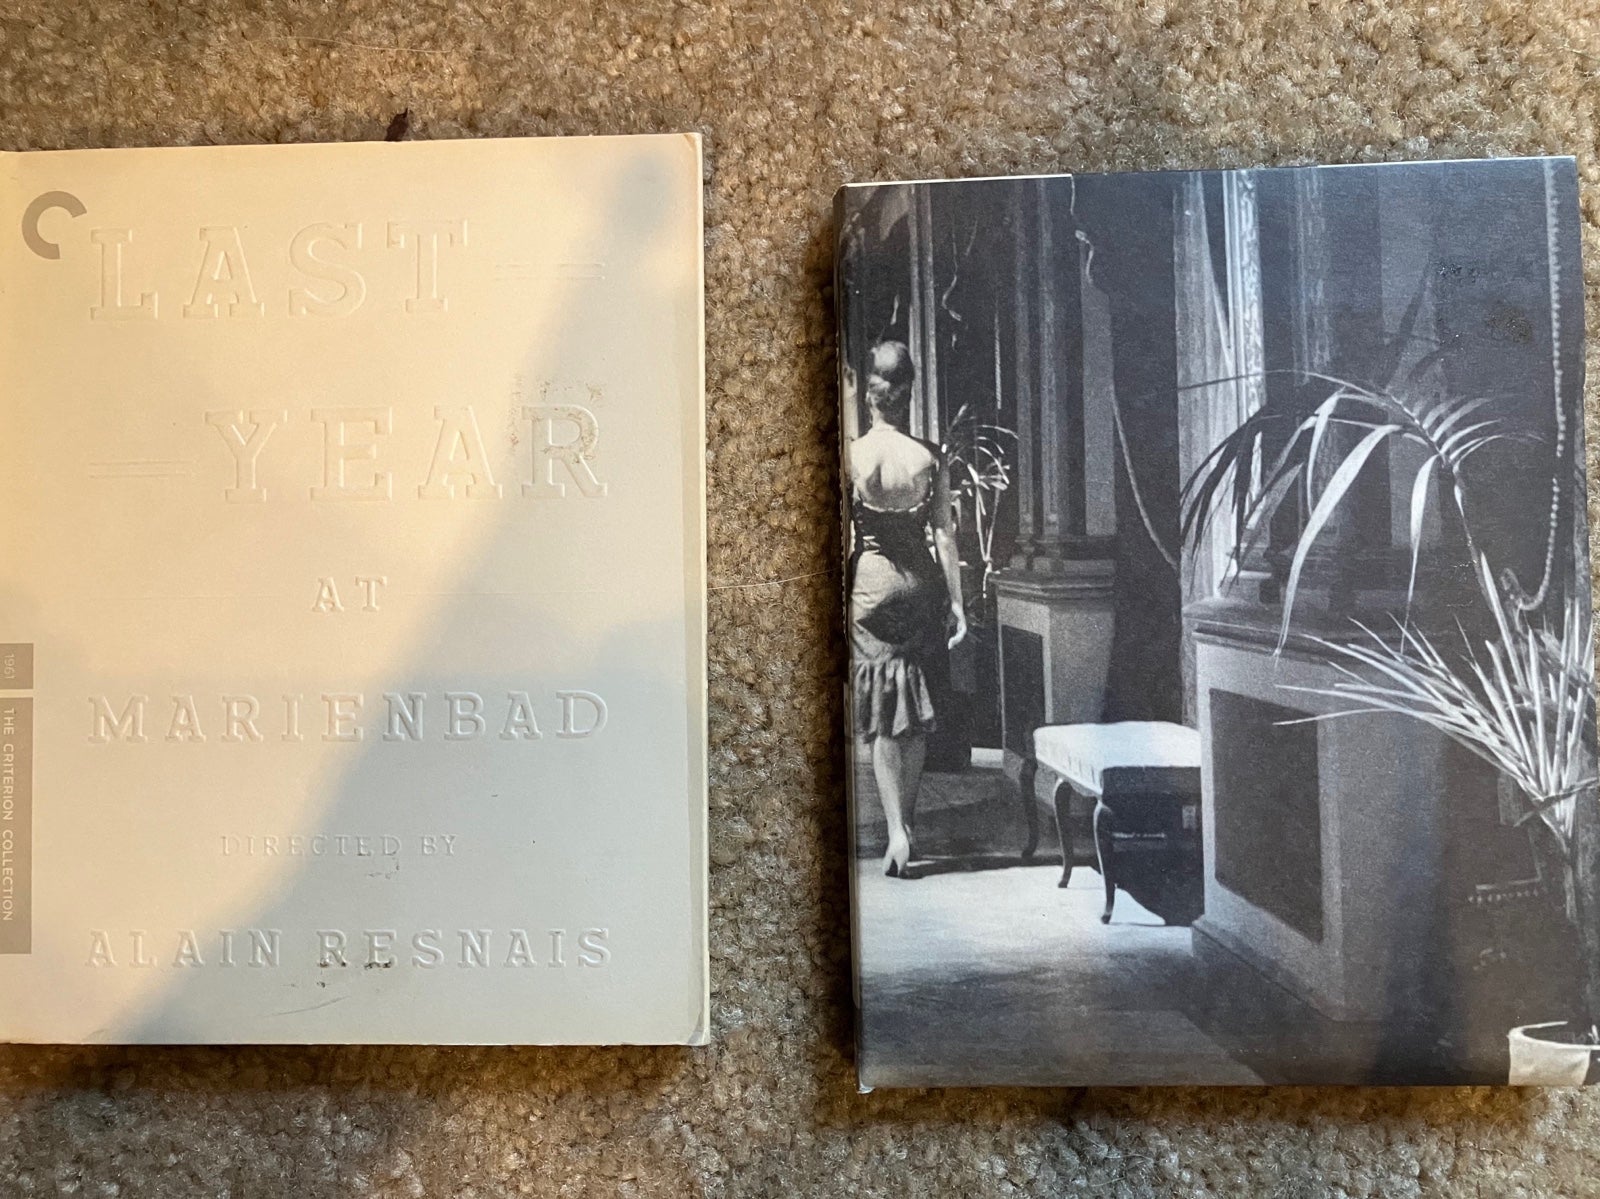 LAST
YEAR
AT
MARIENBAD
DIRECTED BY
ALAIN RESNAIS
1961
THE CRITERION COLLECTION